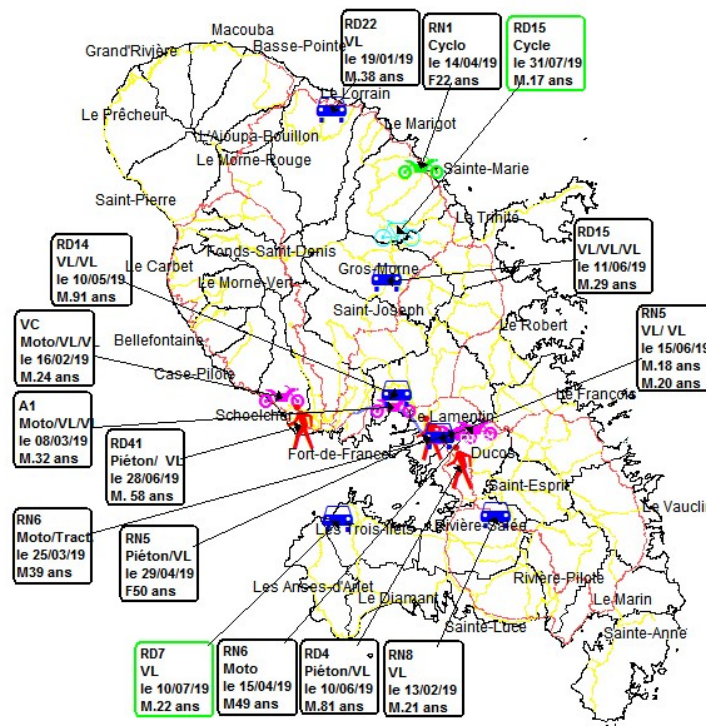 RD22
VL
le 19/01/19
M.38 ans
RN1
Cyclo
le 14/04/19
F22 ans
RD15
Cycle
le 31/07/19
M.17 ans
Macouba
Basse-Pointe
Grand'Rivière
Le Lorrain
Le Prêcheur
Le Marigot
L'Ajoupa-Bouillon
Le Morne-Rouge
Sainte-Marie
Saint-Pierre
La Trinité
RD14
VL/VL
le 10/05/19
M.91 ans
Fonds-Saint-Denis
RD15
VL/VL/VL
le 11/06/19
M.29 ans
Le Carbet
Gros-Morne
Le Morne-Vert
Saint-Joseph
Le Robert
RN5
VL/ VL
le 15/06/19
M.18 ans
M.20 ans
VC
Moto/VL/VL
le 16/02/19
M.24 ans
Bellefontaine
Case-Pilote
Le François
A1
Moto/VL/VL
le 08/03/19
M.32 ans
Schoelcher
Le Lamentin
RD41
Piéton/ VL
le 28/06/19
M. 58 ans
Fort-de-France
Ducos
Saint-Esprit
RN6
Moto/Tract.
le 25/03/19
M39 ans
RN5
Piéton/VL
le 29/04/19
F50 ans
Le Vauclin
Les Trois-Ilets
Rivière-Salée
Les Anses-d'Arlet
Le Diamant
Rivière-Pilote
Le Marin
Sainte-Luce
Sainte-Anne
RD7
VL
le 10/07/19
M.22 ans
RN6
Moto
le 15/04/19
M49 ans
RD4
Piéton/VL
le 10/06/19
M.81 ans
RN8
VL
le 13/02/19
M.21 ans